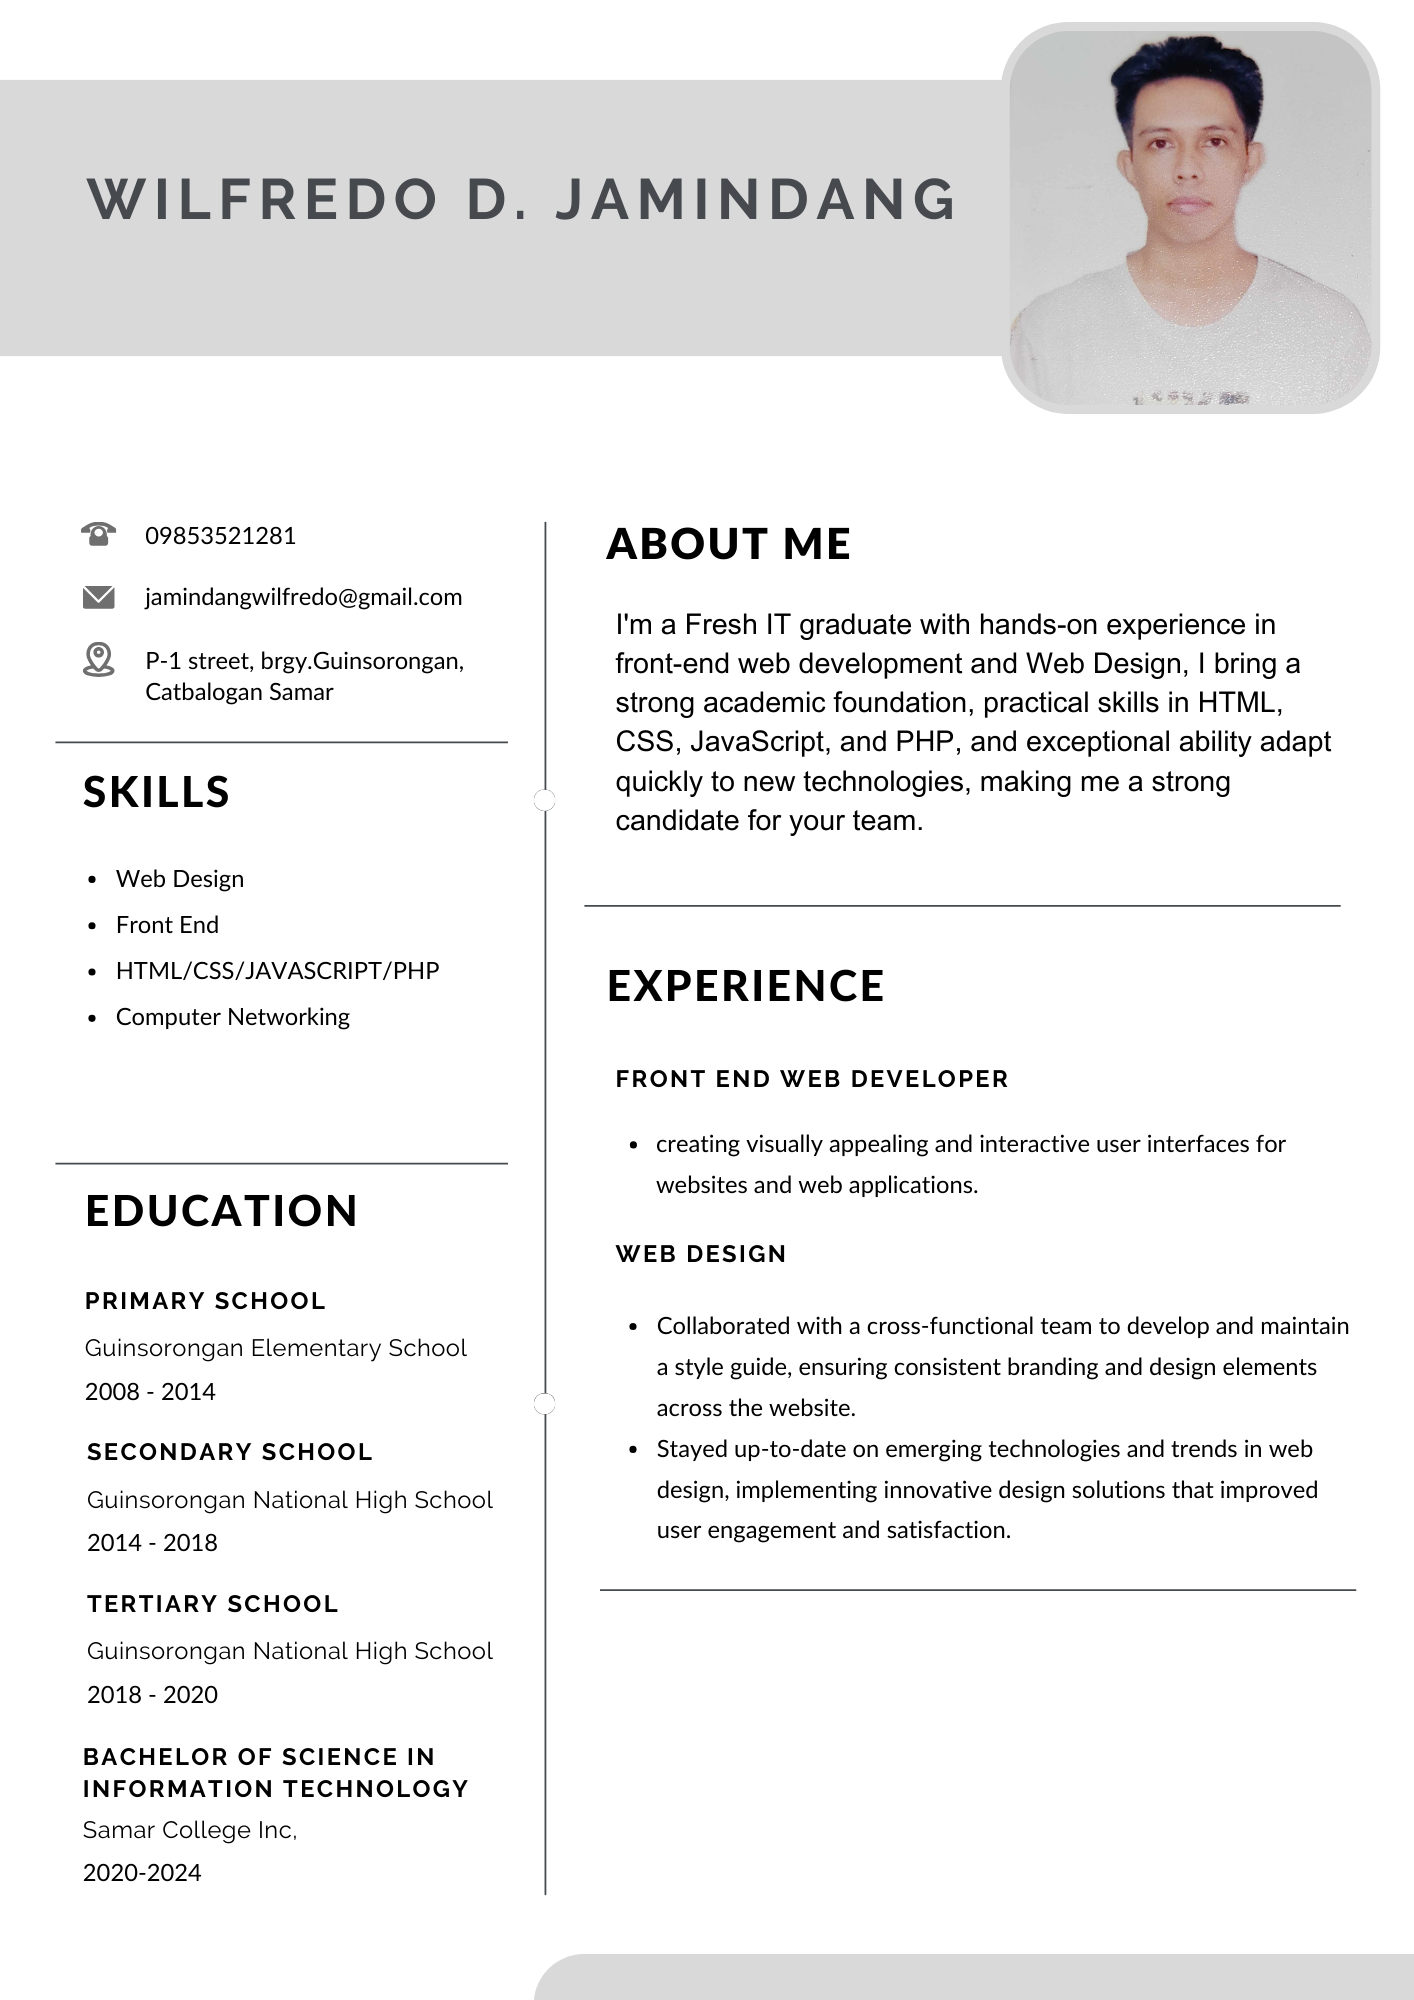 WILFREDO D. JAMINDANG
09853521281
jamindangwilfredo@gmail.com
P-1 street, brgy.Guinsorongan,
Catbalogan Samar
SKILLS
• Web Design
• Front End
• HTML/CSS/JAVASCRIPT/PHP
• Computer Networking
EDUCATION
PRIMARY SCHOOL
Guinsorongan Elementary School
2008 - 2014
SECONDARY SCHOOL
Guinsorongan National High School
2014 - 2018
TERTIARY SCHOOL
Guinsorongan National High School
2018 - 2020
BACHELOR OF SCIENCE IN
INFORMATION TECHNOLOGY
Samar College Inc,
2020-2024
ABOUT ME
I'm a Fresh IT graduate with hands-on experience in
front-end web development and Web Design, I bring a
strong academic foundation, practical skills in HTML,
CSS, JavaScript, and PHP, and exceptional ability adapt
quickly to new technologies, making me a strong
candidate for your team.
EXPERIENCE
FRONT END WEB DEVELOPER
• creating visually appealing and interactive user interfaces for
websites and web applications.
WEB DESIGN
• Collaborated with a cross-functional team to develop and maintain
a style guide, ensuring consistent branding and design elements
across the website.
• Stayed up-to-date on emerging technologies and trends in web
design, implementing innovative design solutions that improved
user engagement and satisfaction.